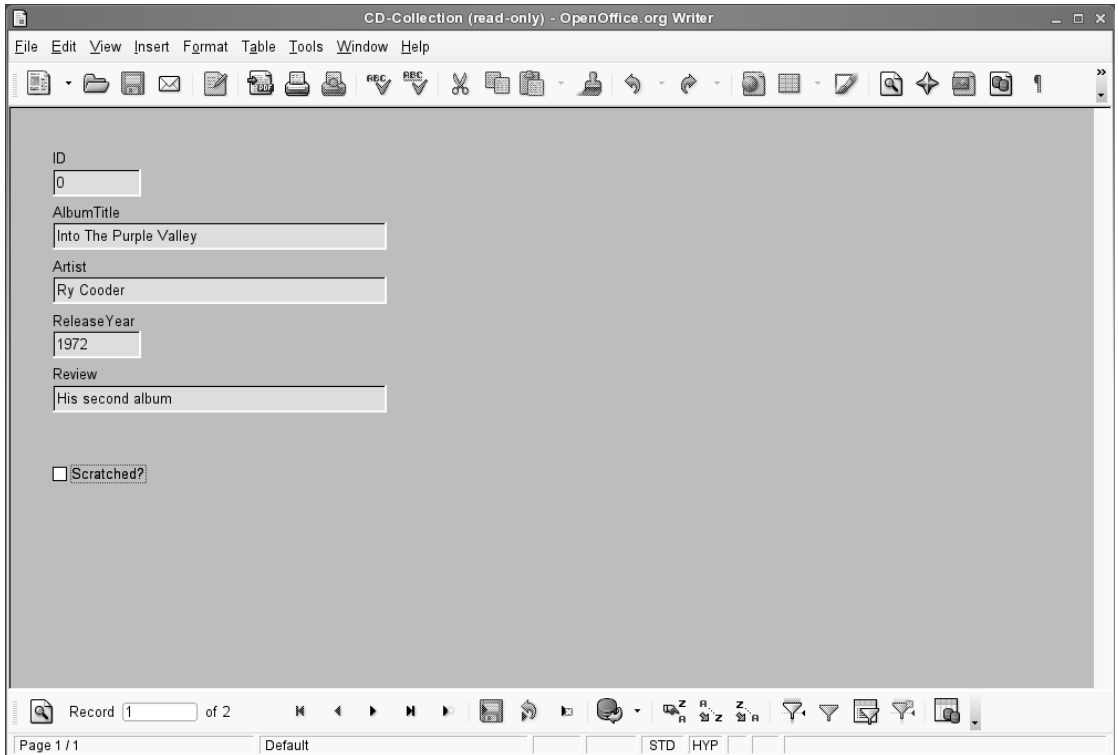 CD-Collection (read-only) - OpenOffice.org Writer
File Edit View Insert Format Table Tools Window Help
ID
0
AlbumTitle
Into The Purple Valley
Artist
Ry Cooder
ReleaseYear
1972
Review
His second album
Scratched?
Record 1 of 2
Page 1 / 1 Default STD HYP